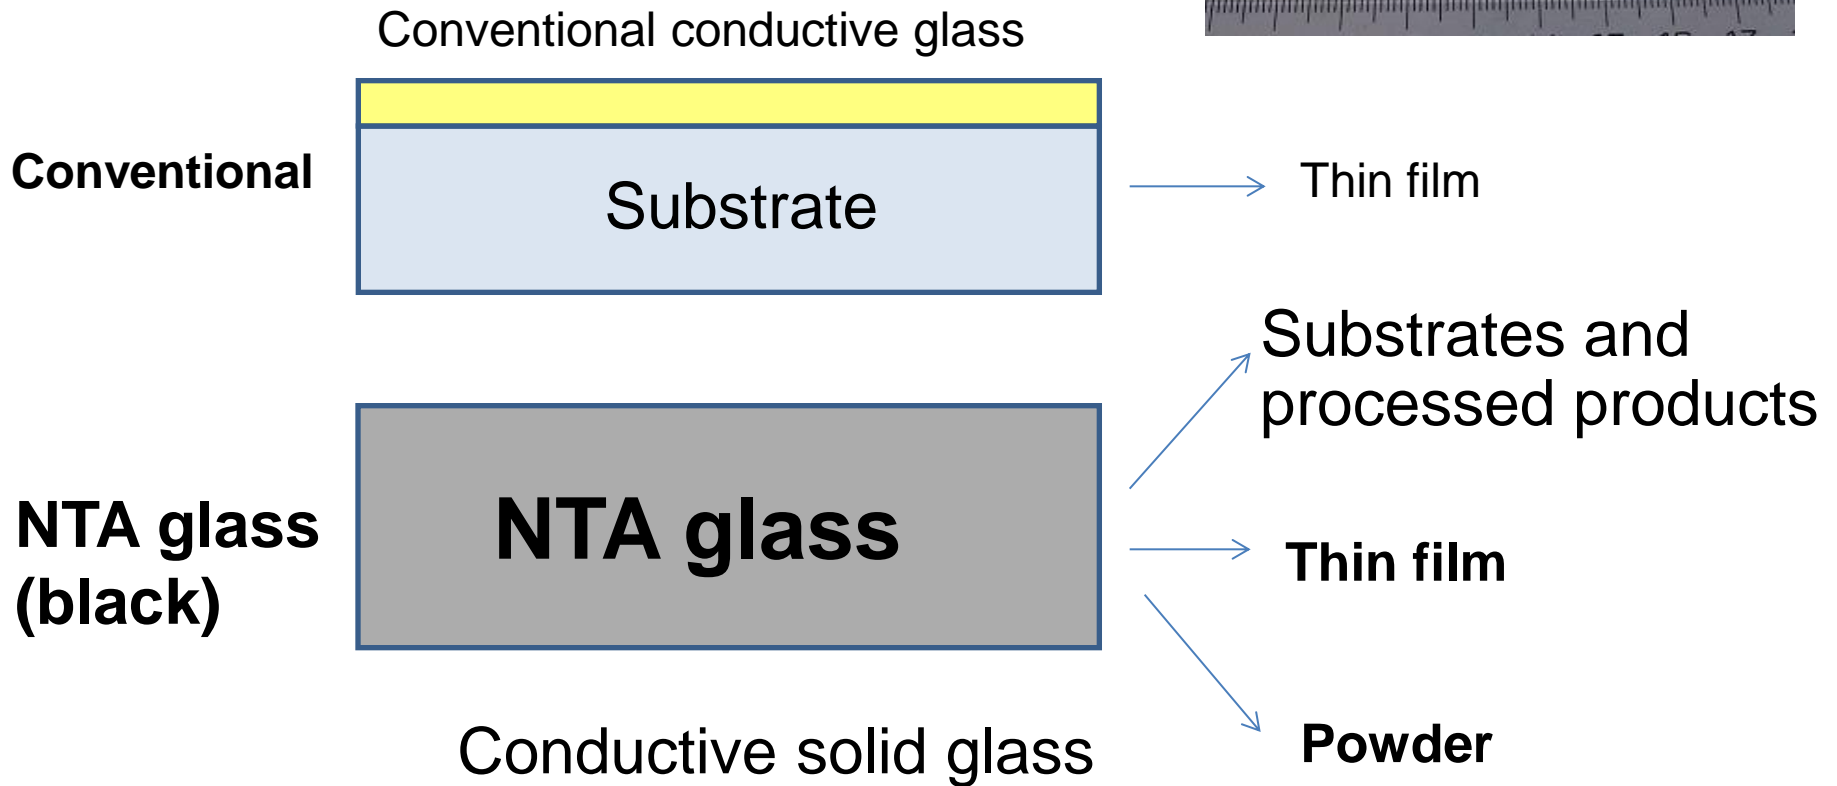 Conventional conductive glass
Conventional
Substrate
Thin film
Substrates and
processed products
NTA glass
(black)
NTA glass
Thin film
Powder
Conductive solid glass